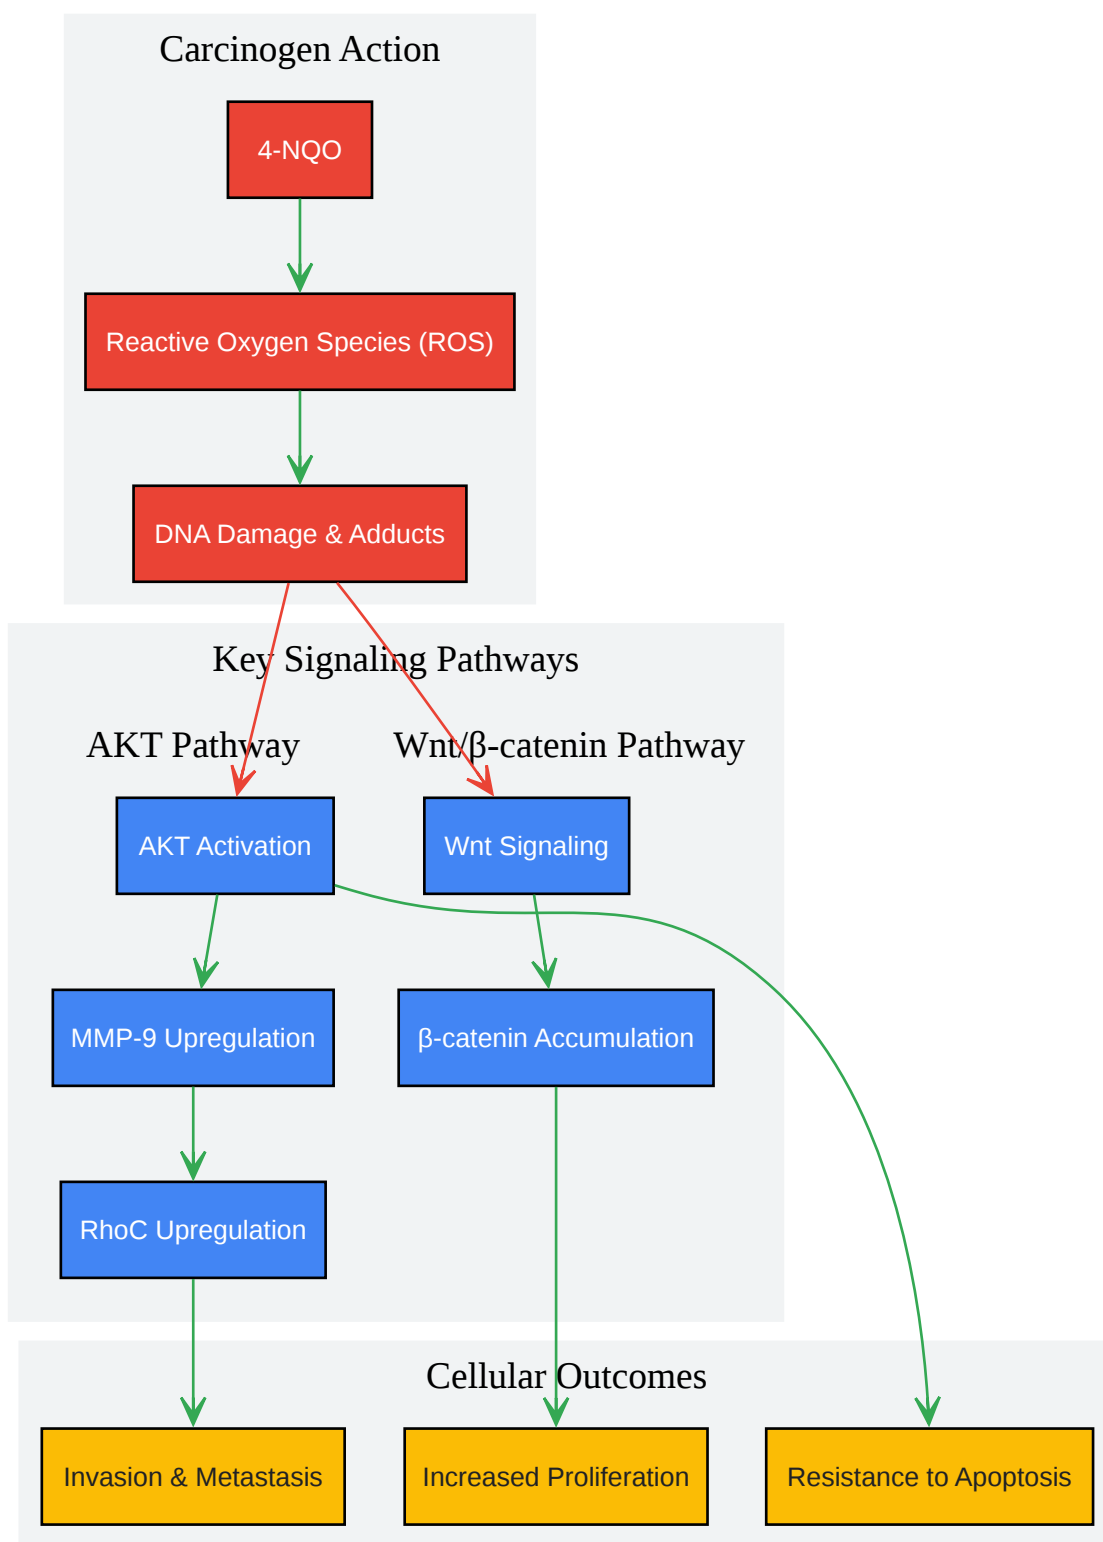 Carcinogen Action
4-NQO
Reactive Oxygen Species (ROS)
DNA Damage & Adducts
Key Signaling Pathways
AKT Pathway
Wnt/β-catenin Pathway
AKT Activation
Wnt Signaling
MMP-9 Upregulation
β-catenin Accumulation
RhoC Upregulation
Cellular Outcomes
Invasion & Metastasis
Increased Proliferation
Resistance to Apoptosis